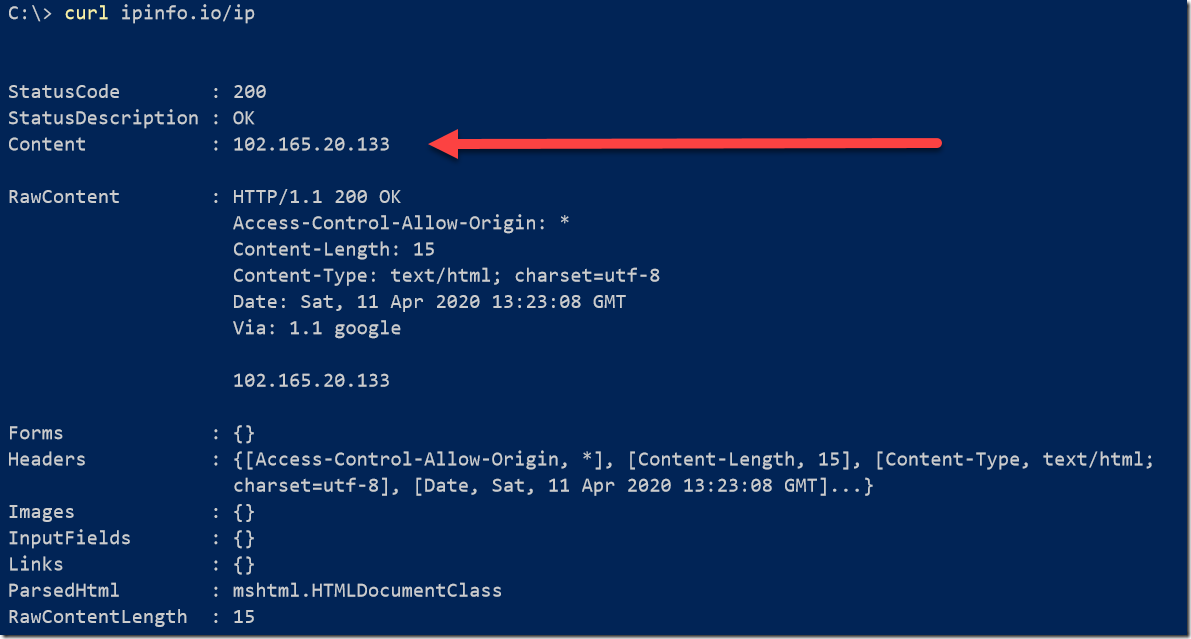 C:\> curl ipinfo.io/ip
StatusCode : 200
StatusDescription : OK
Content : 102.165.20.133
RawContent : HTTP/1.1 200 OK
Access-Control-Allow-Origin: *
Content-Length: 15
Content-Type: text/html; charset=utf-8
Date: Sat, 11 Apr 2020 13:23:08 GMT
Via: 1.1 google
102.165.20.133
Forms : {}
Headers : {[Access-Control-Allow-Origin, *], [Content-Length, 15], [Content-Type, text/html;
charset=utf-8], [Date, Sat, 11 Apr 2020 13:23:08 GMT]...}
Images : {}
InputFields : {}
Links : {}
ParsedHtml : mshtml.HTMLDocumentClass
RawContentLength : 15